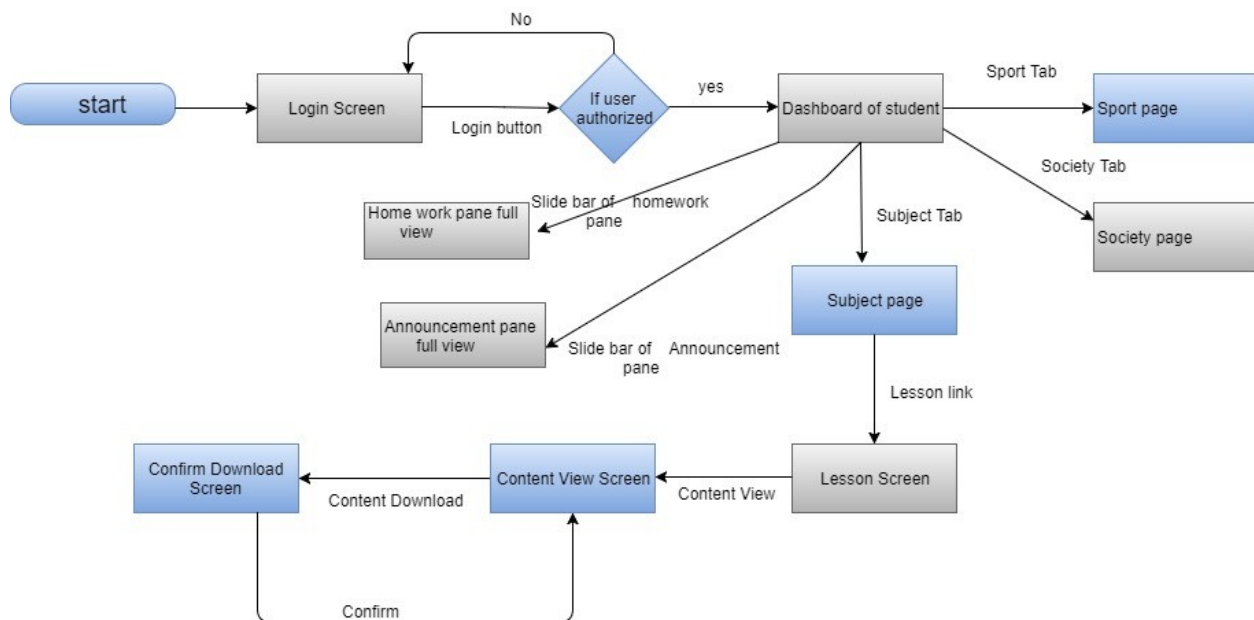 No
start
Login Screen
Login button
If user
authorized
yes
Dashboard of student
Sport Tab
Sport page
Society Tab
Society page
Slide bar of homework
pane
Home work pane full
view
Subject Tab
Subject page
Announcement pane
full view
Slide bar of Announcement
pane
Lesson link
Lesson Screen
Content View
Content View Screen
Content Download
Confirm Download
Screen
Confirm